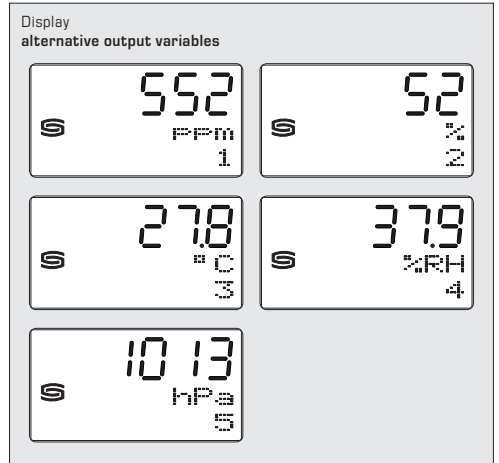 Display
alternative output variables
552
ppm
1
52
%
2
27.8
°C
3
37.9
%RH
4
1013
hPa
5